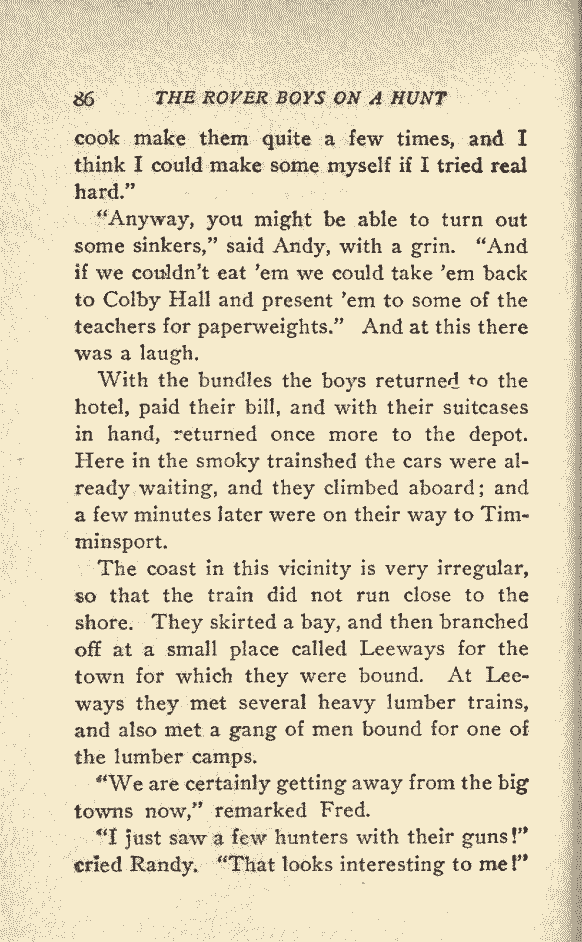 86 THE ROVER BOYS ON A HUNT
cook make them quite a few times, and I
think I could make some myself if I tried real
hard.”
“Anyway, you might be able to turn out
some sinkers,” said Andy, with a grin. “And
if we couldn’t eat ’em we could take ’em back
to Colby Hall and present ’em to some of the
teachers for paperweights.” And at this there
was a laugh.
With the bundles the boys returned to the
hotel, paid their bill, and with their suitcases
in hand, returned once more to the depot.
Here in the smoky trainshed the cars were al-
ready waiting, and they climbed aboard; and
a few minutes later were on their way to Tim-
minsport.
The coast in this vicinity is very irregular,
so that the train did not run close to the
shore. They skirted a bay, and then branched
off at a small place called Leeways for the
town for which they were bound. At Lee-
ways they met several heavy lumber trains,
and also met a gang of men bound for one of
the lumber camps.
“We are certainly getting away from the big
towns now,” remarked Fred.
“I just saw a few hunters with their guns!”
cried Randy. “That looks interesting to me!”